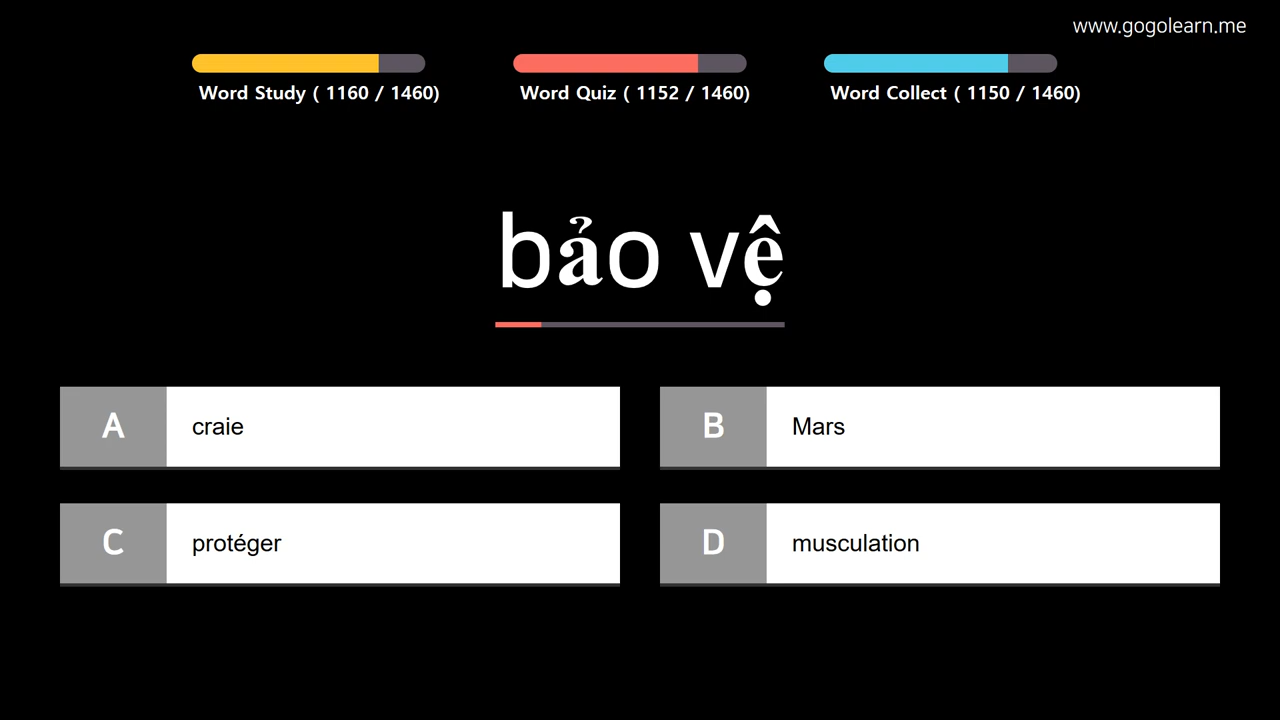 www.gogolearn.me
Word Study ( 1160 / 1460)
Word Quiz ( 1152 / 1460)
Word Collect ( 1150 / 1460)
bảo vệ
A craie
B Mars
C protéger
D musculation